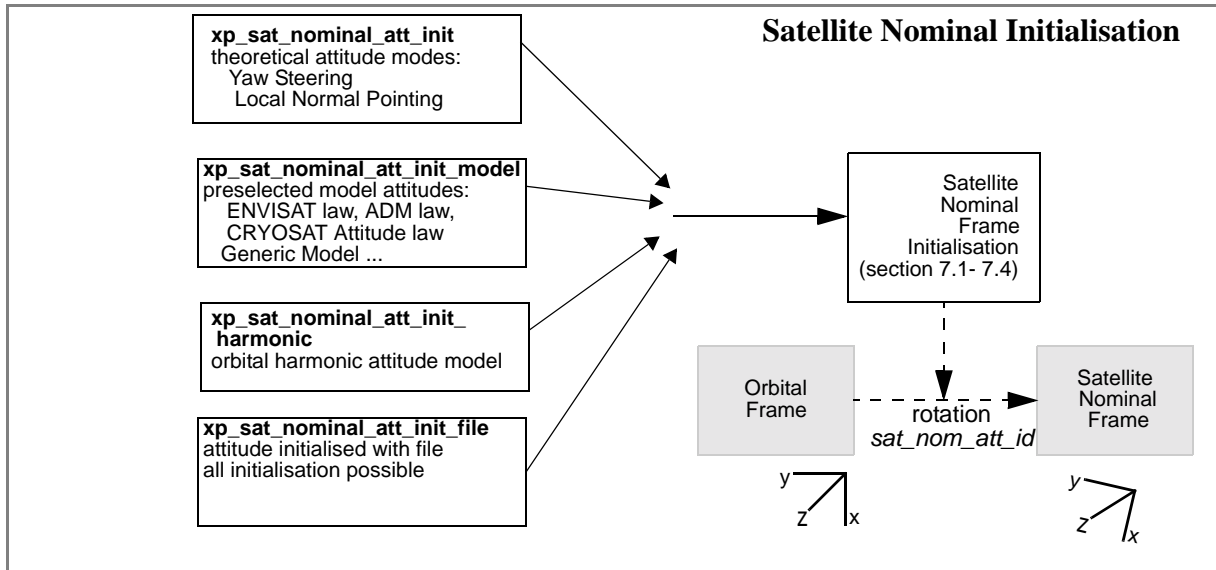 Satellite Nominal Initialisation
xp_sat_nominal_att_init
theoretical attitude modes:
Yaw Steering
Local Normal Pointing
xp_sat_nominal_att_init_model
preselected model attitudes:
ENVISAT law, ADM law,
CRYOSAT Attitude law
Generic Model ...
xp_sat_nominal_att_init_
harmonic
orbital harmonic attitude model
xp_sat_nominal_att_init_file
attitude initialised with file
all initialisation possible
Satellite
Nominal
Frame
Initialisation
(section 7.1- 7.4)
Orbital
Frame
rotation
sat_nom_att_id
Satellite
Nominal
Frame
y
z
x
y
z
x